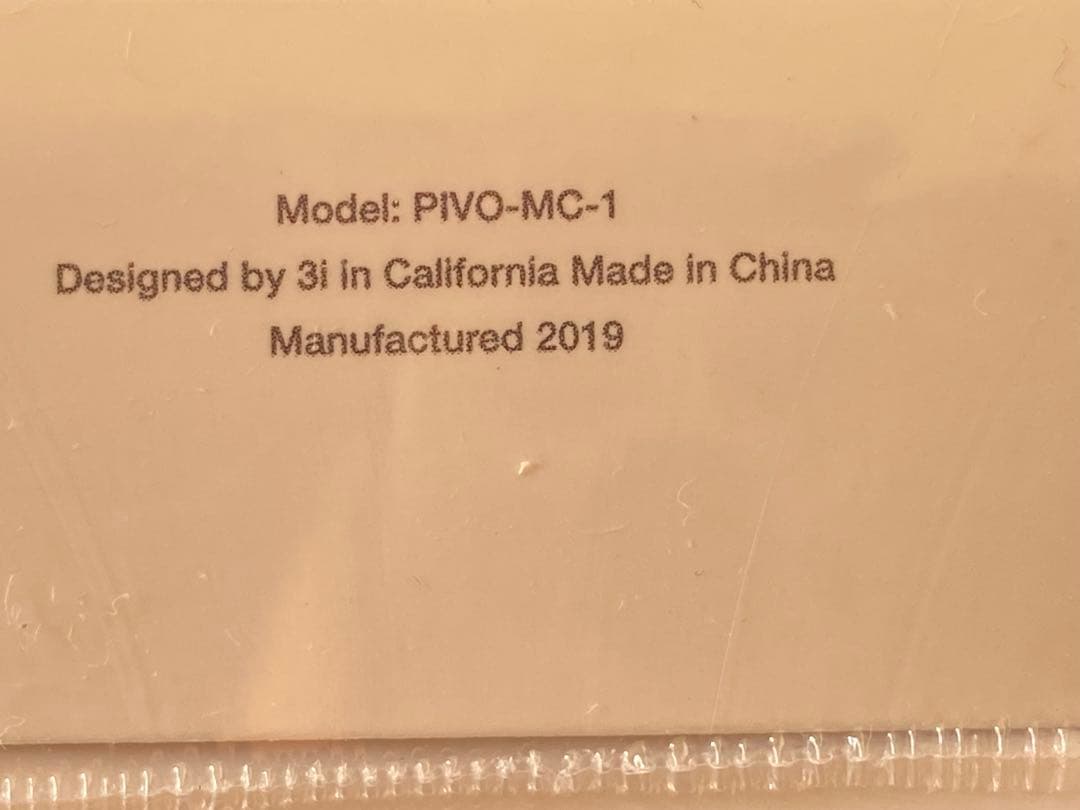 Model: PIVO-MC-1
Designed by 3i in California Made in China
Manufactured 2019